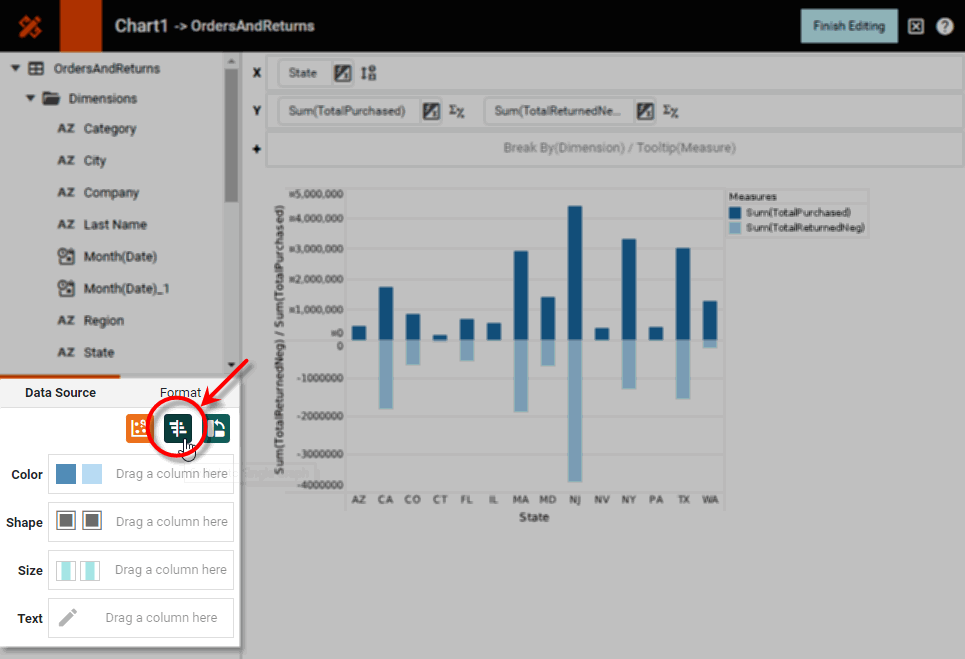 Chart1 -> OrdersAndReturns
Finish Editing
?
OrdersAndReturns
Dimensions
AZ Category
AZ City
AZ Company
AZ Last Name
Month(Date)
Month(Date)_1
AZ Region
AZ State
X State
Y Sum(TotalPurchased) Σχ Sum(TotalReturnedNe... Σχ
+ Break By(Dimension) / Tooltip(Measure)
Sum(TotalReturnedNeg) / Sum(TotalPurchased)
¤5,000,000
¤4,000,000
¤3,000,000
¤2,000,000
¤1,000,000
¤0
0
-1000000
-2000000
-3000000
-4000000
AZ CA CO CT FL IL MA MD NJ NV NY PA TX WA
State
Measures
Sum(TotalPurchased)
Sum(TotalReturnedNeg)
Data Source Format
Color Drag a column here
Shape Drag a column here
Size Drag a column here
Text Drag a column here